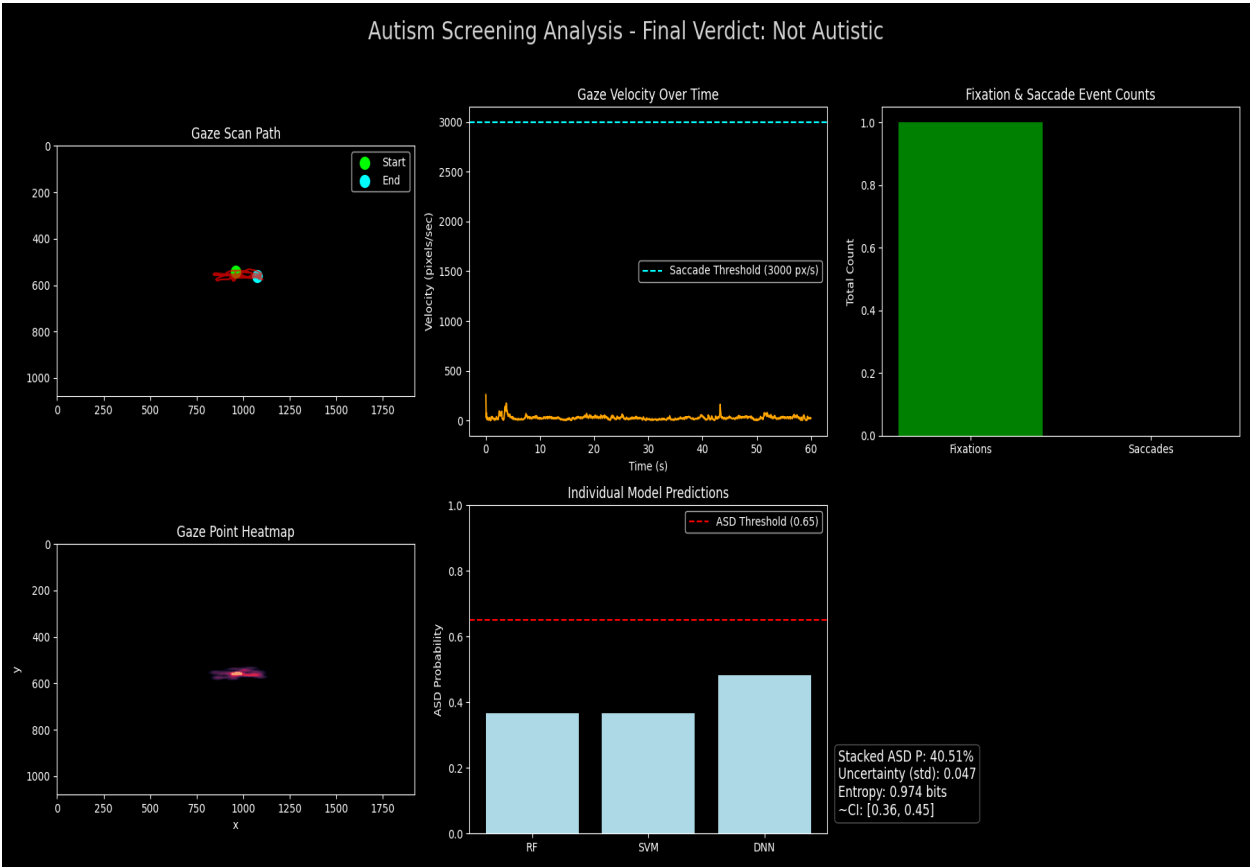 Autism Screening Analysis - Final Verdict: Not Autistic
Gaze Scan Path
0
200
400
600
800
1000
0 250 500 750 1000 1250 1500 1750
Start
End
Gaze Velocity Over Time
Velocity (pixels/sec)
3000
2500
2000
1500
1000
500
0
Saccade Threshold (3000 px/s)
0 10 20 30 40 50 60
Time (s)
Fixation & Saccade Event Counts
Total Count
1.0
0.8
0.6
0.4
0.2
0.0
Fixations Saccades
Gaze Point Heatmap
y
0
200
400
600
800
1000
0 250 500 750 1000 1250 1500 1750
x
Individual Model Predictions
ASD Probability
1.0
0.8
0.6
0.4
0.2
0.0
ASD Threshold (0.65)
RF SVM DNN
Stacked ASD P: 40.51%
Uncertainty (std): 0.047
Entropy: 0.974 bits
~CI: [0.36, 0.45]